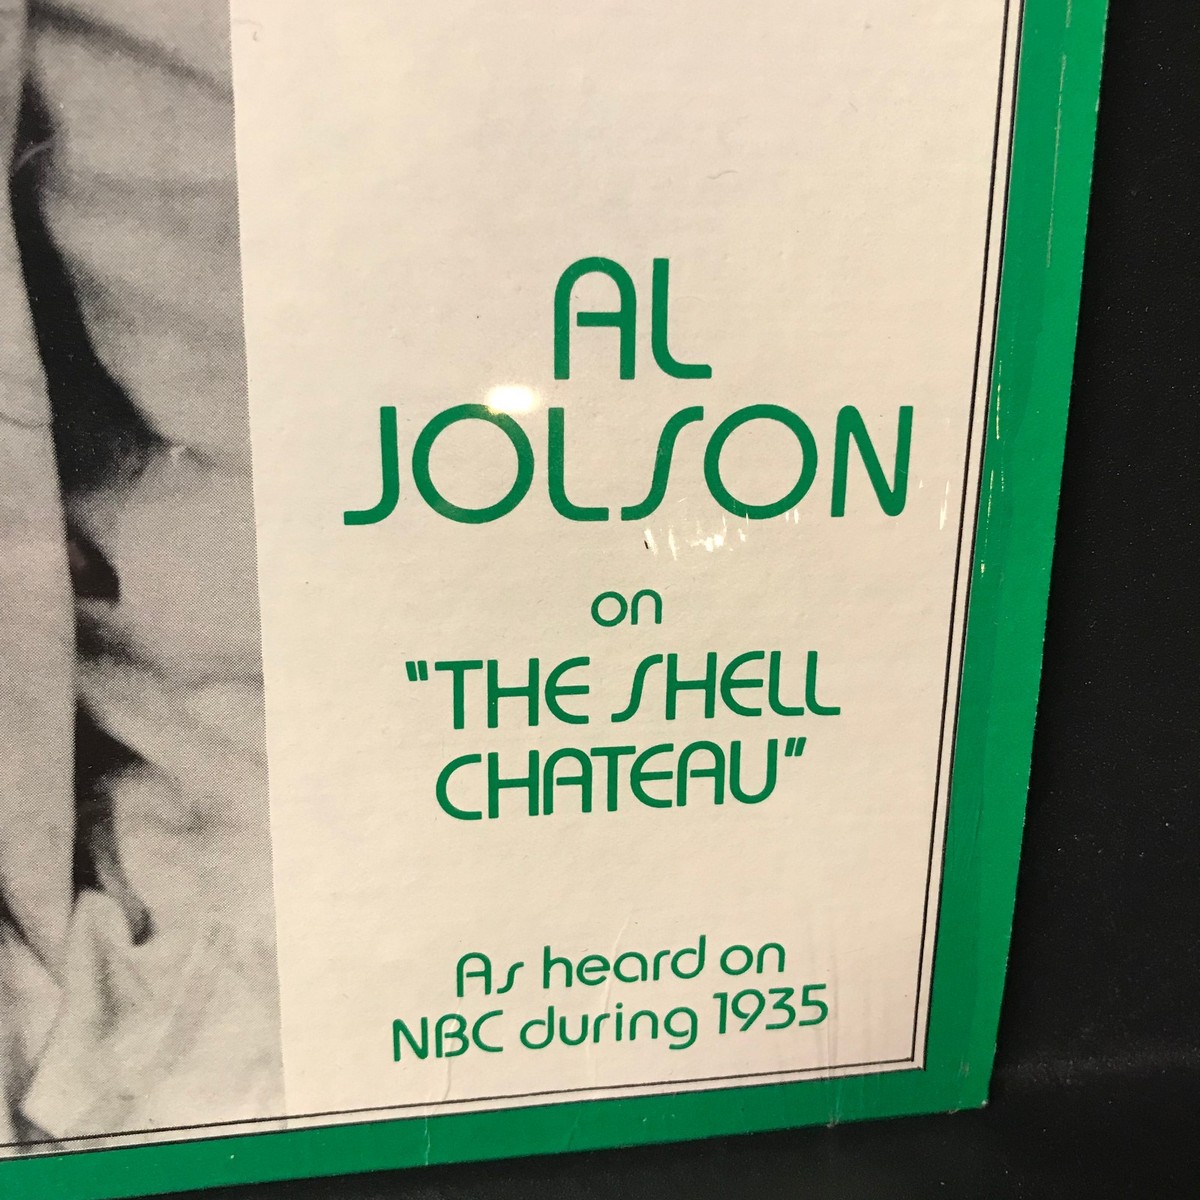 AL
JOLSON
on
"THE SHELL
CHATEAU"
As heard on
NBC during 1935